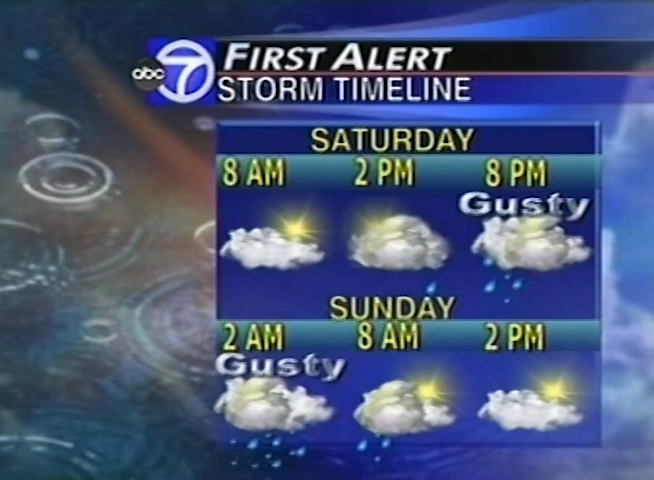 abc 7 FIRST ALERT
STORM TIMELINE
SATURDAY
8 AM 2 PM 8 PM
Gusty
SUNDAY
2 AM 8 AM 2 PM
Gusty